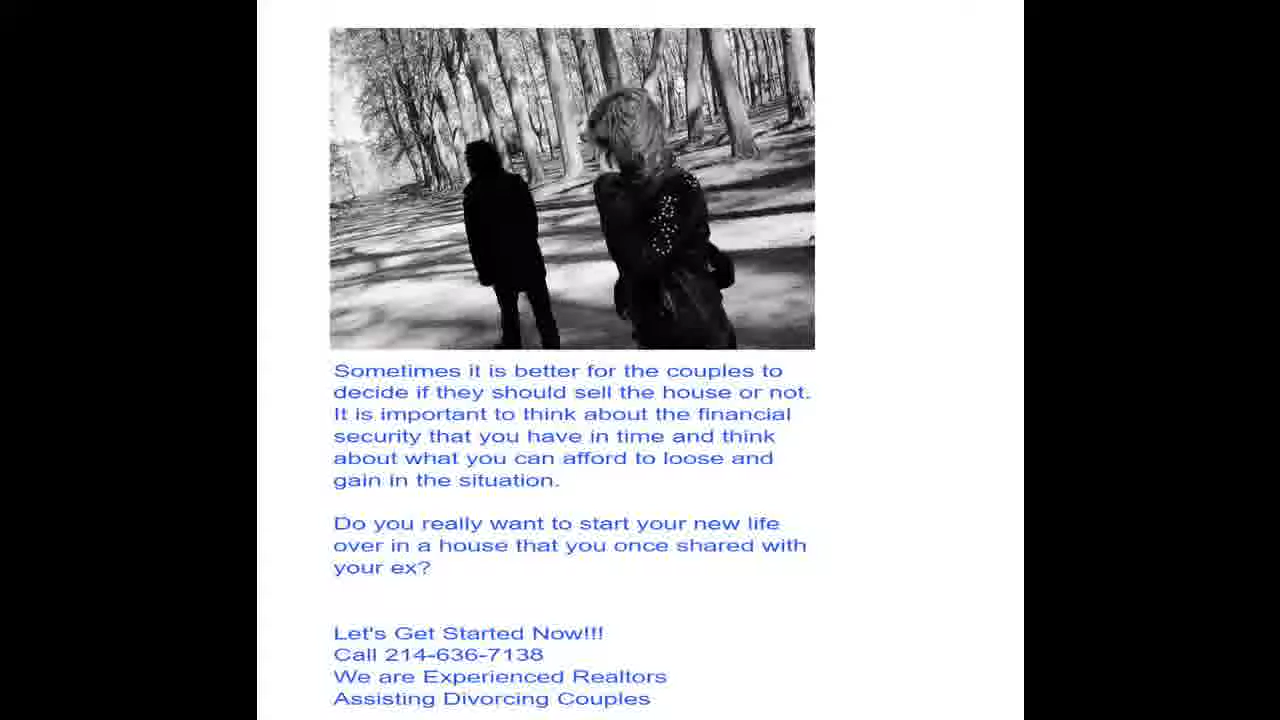 Sometimes it is better for the couples to
decide if they should sell the house or not.
It is important to think about the financial
security that you have in time and think
about what you can afford to loose and
gain in the situation.
Do you really want to start your new life
over in a house that you once shared with
your ex?
Let's Get Started Now!!!
Call 214-636-7138
We are Experienced Realtors
Assisting Divorcing Couples